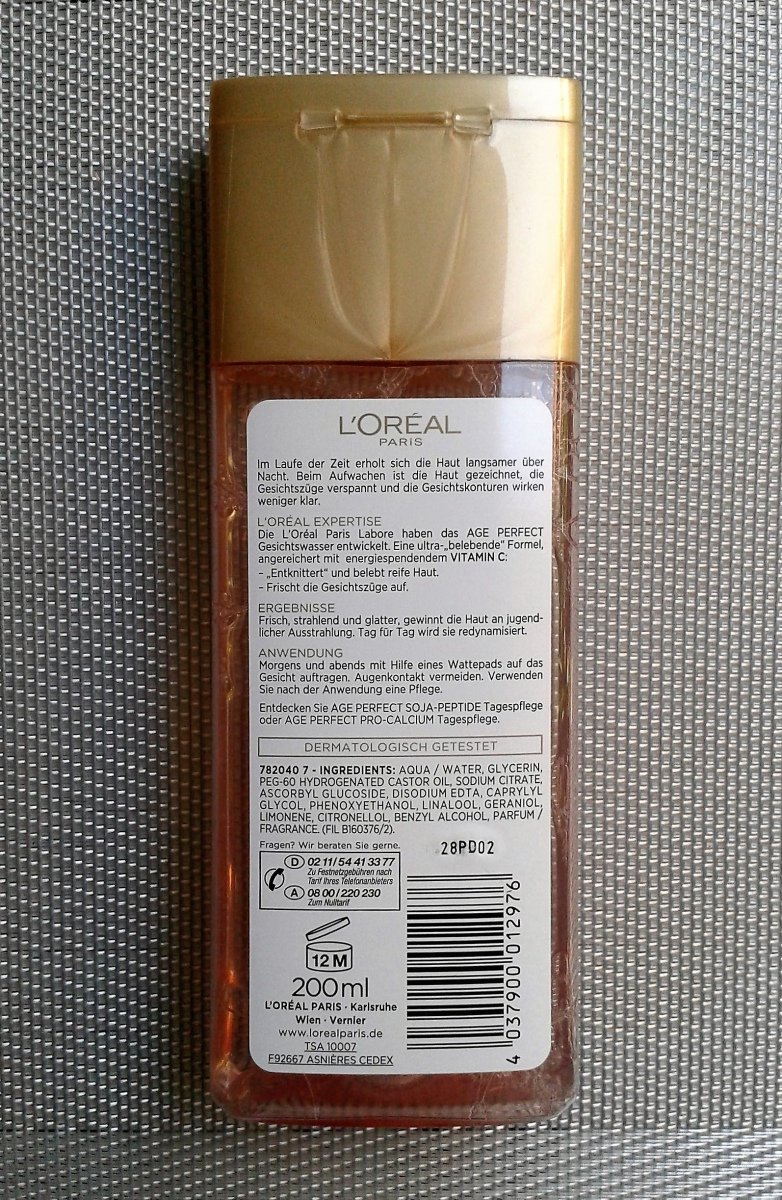 L'ORÉAL
PARIS
Im Laufe der Zeit erholt sich die Haut langsamer über
Nacht. Beim Aufwachen ist die Haut gezeichnet, die
Gesichtszüge verspannt und die Gesichtskonturen wirken
weniger klar.
L'ORÉAL EXPERTISE
Die L'Oréal Paris Labore haben das AGE PERFECT
Gesichtswasser entwickelt. Eine ultra-„belebende“ Formel,
angereichert mit energiespendendem VITAMIN C:
– „Entknittert“ und belebt reife Haut.
– Frischt die Gesichtszüge auf.
ERGEBNISSE
Frisch, strahlend und glatter, gewinnt die Haut an jugend-
licher Ausstrahlung. Tag für Tag wird sie redynamisiert.
ANWENDUNG
Morgens und abends mit Hilfe eines Wattepads auf das
Gesicht auftragen. Augenkontakt vermeiden. Verwenden
Sie nach der Anwendung eine Pflege.
Entdecken Sie AGE PERFECT SOJA-PEPTIDE Tagespflege
oder AGE PERFECT PRO-CALCIUM Tagespflege.
DERMATOLOGISCH GETESTET
782040 7 - INGREDIENTS: AQUA / WATER, GLYCERIN,
PEG-60 HYDROGENATED CASTOR OIL, SODIUM CITRATE,
ASCORBYL GLUCOSIDE, DISODIUM EDTA, CAPRYLYL
GLYCOL, PHENOXYETHANOL, LINALOOL, GERANIOL,
LIMONENE, CITRONELLOL, BENZYL ALCOHOL, PARFUM /
FRAGRANCE. (FIL B160376/2).
Fragen? Wir beraten Sie gerne.
28PD02
D 02 11/54 41 33 77
Zu Festnetzgebühren nach
Tarif Ihres Telefonanbieters
A 08 00/220 230
Zum Nulltarif
12 M
200ml
L'ORÉAL PARIS · Karlsruhe
Wien · Vernier
www.lorealparis.de
TSA 10007
F92667 ASNIÈRES CEDEX
4 037900 012976